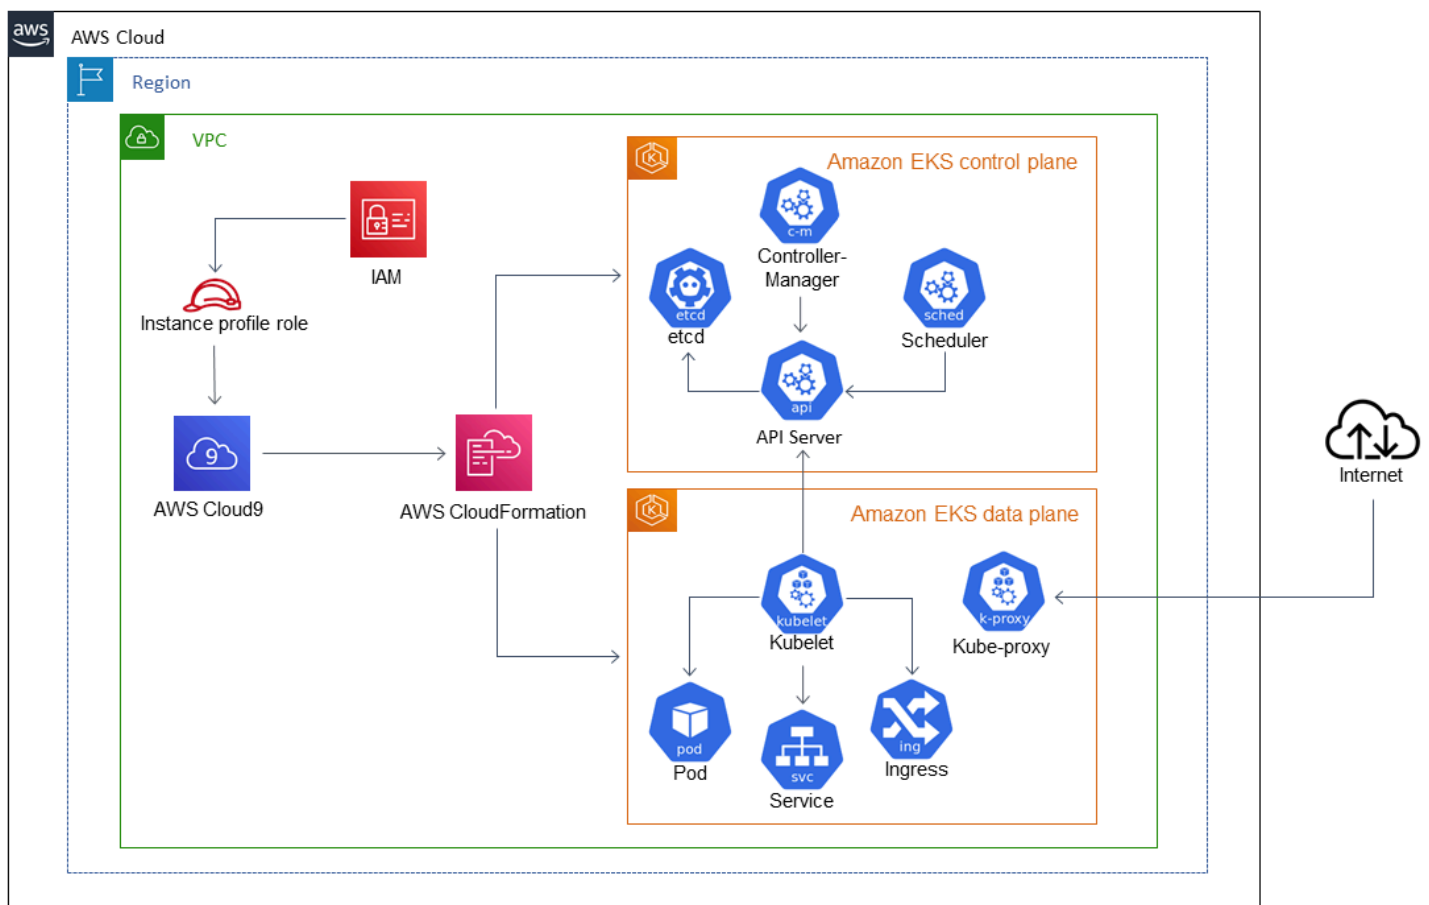 aws
AWS Cloud
Region
VPC
Amazon EKS control plane
c-m
Controller-
Manager
IAM
etcd
etcd
sched
Scheduler
Instance profile role
api
API Server
9
AWS Cloud9
AWS CloudFormation
Internet
Amazon EKS data plane
kubelet
Kubelet
k-proxy
Kube-proxy
pod
Pod
svc
Service
ing
Ingress